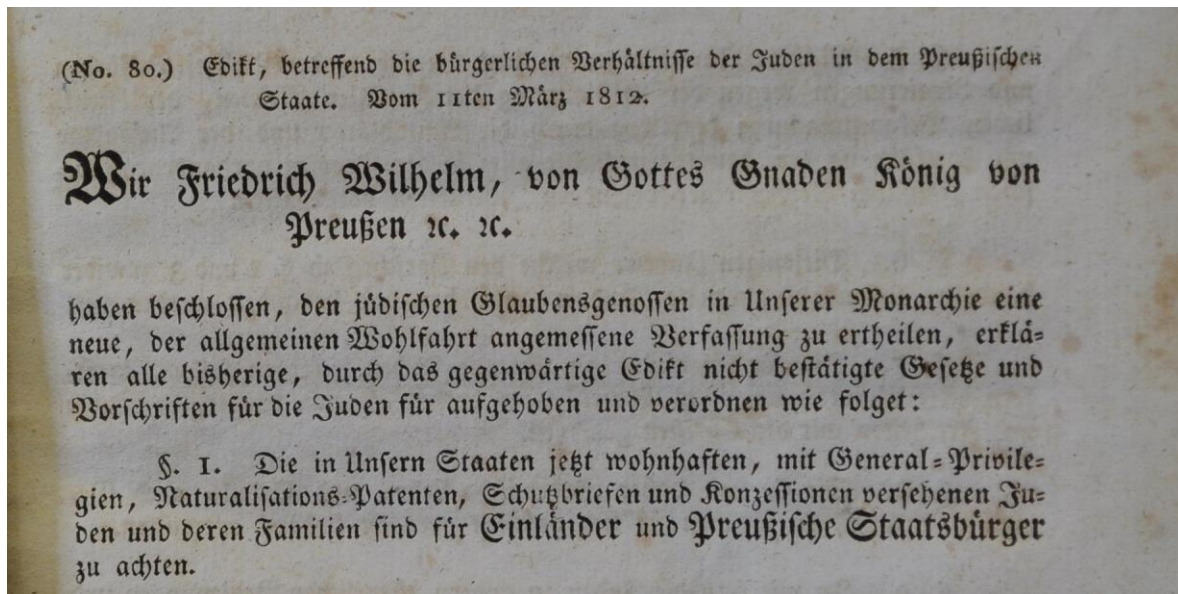 (No. 80.) Edikt, betreffend die bürgerlichen Verhältnisse der Juden in dem Preußischen
Staate. Vom 11ten März 1812.
Wir Friedrich Wilhelm, von Gottes Gnaden König von
Preußen ꝛc. ꝛc.
haben beschlossen, den jüdischen Glaubensgenossen in Unserer Monarchie eine
neue, der allgemeinen Wohlfahrt angemessene Verfassung zu ertheilen, erklä=
ren alle bisherige, durch das gegenwärtige Edikt nicht bestätigte Gesetze und
Vorschriften für die Juden für aufgehoben und verordnen wie folget:
§. 1. Die in Unsern Staaten jetzt wohnhaften, mit General=Privile=
gien, Naturalisations=Patenten, Schutzbriefen und Konzessionen versehenen Ju=
den und deren Familien sind für Einländer und Preußische Staatsbürger
zu achten.